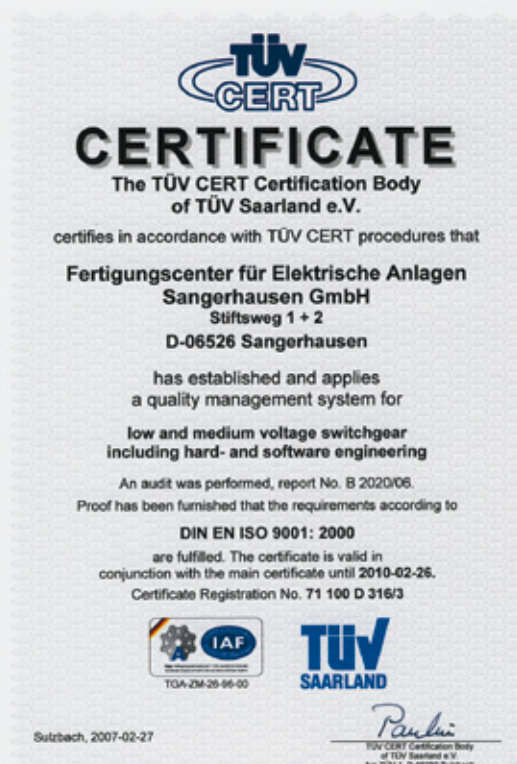 TÜV
CERT
CERTIFICATE
The TÜV CERT Certification Body
of TÜV Saarland e.V.
certifies in accordance with TÜV CERT procedures that
Fertigungscenter für Elektrische Anlagen
Sangerhausen GmbH
Stiftsweg 1 + 2
D-06526 Sangerhausen
has established and applies
a quality management system for
low and medium voltage switchgear
including hard- and software engineering
An audit was performed, report No. B 2020/06.
Proof has been furnished that the requirements according to
DIN EN ISO 9001: 2000
are fulfilled. The certificate is valid in
conjunction with the main certificate until 2010-02-26.
Certificate Registration No. 71 100 D 316/3
IAF
TGA-ZM-26-96-00
TÜV
SAARLAND
Sulzbach, 2007-02-27
TÜV CERT Certification Body
of TÜV Saarland e.V.